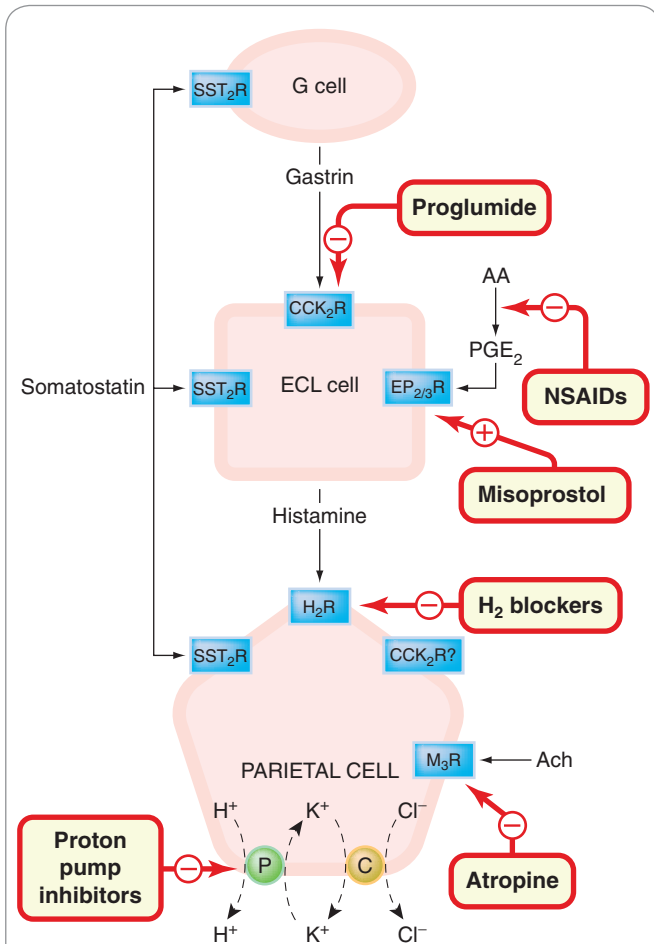 SST₂R
G cell
Gastrin
Proglumide
−
CCK₂R
AA
−
PGE₂
Somatostatin
SST₂R
ECL cell
EP₂/₃R
NSAIDs
+
Misoprostol
Histamine
H₂R
−
H₂ blockers
SST₂R
CCK₂R?
M₃R
Ach
PARIETAL CELL
H⁺
K⁺
Cl⁻
−
Proton
pump
inhibitors
−
P
C
Atropine
H⁺
K⁺
Cl⁻